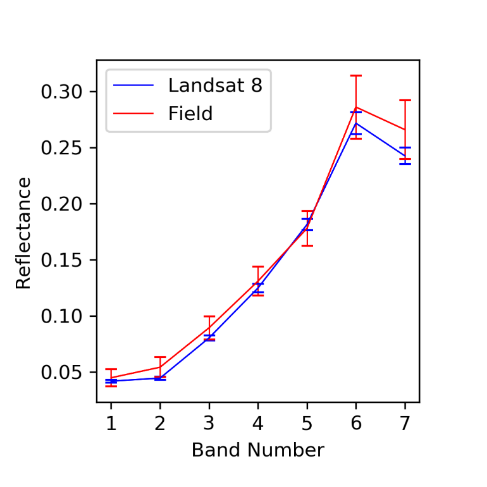 Landsat 8
Field
Reflectance
0.30
0.25
0.20
0.15
0.10
0.05
1 2 3 4 5 6 7
Band Number